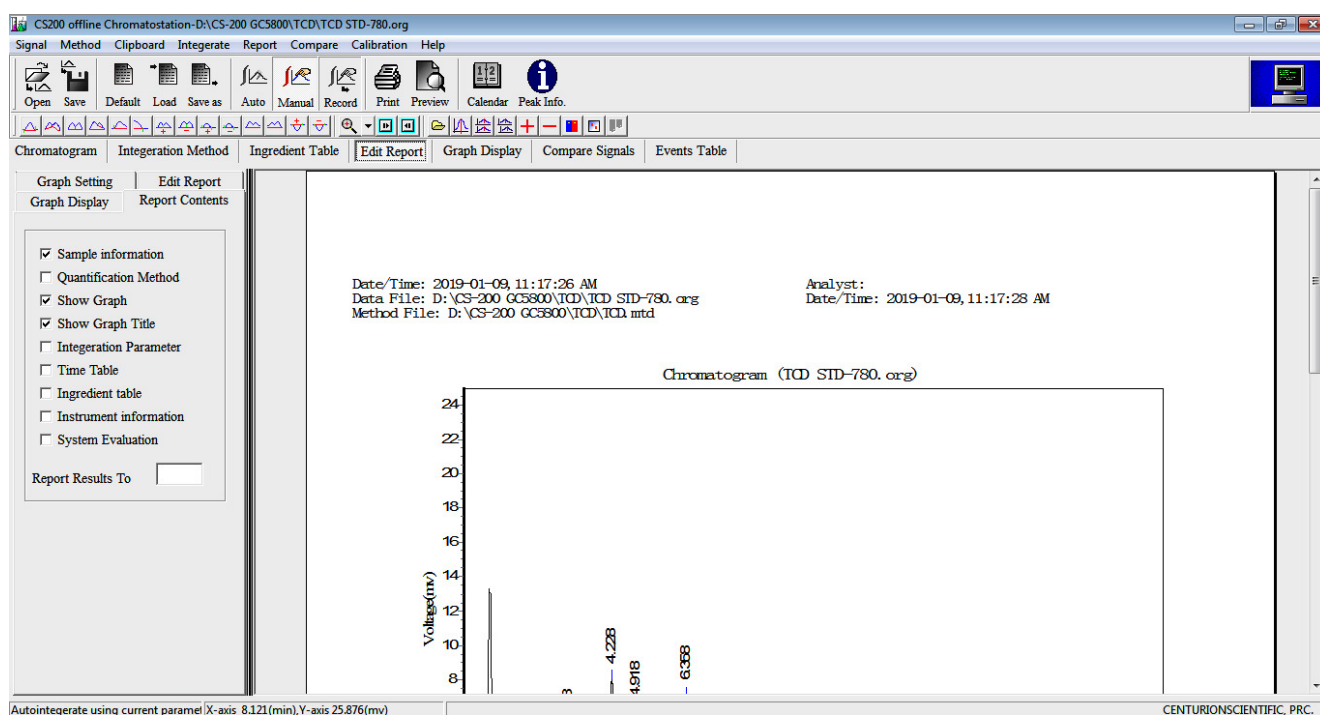 CS200 offline Chromatostation-D:\CS-200 GC5800\TCD\TCD STD-780.org
Signal Method Clipboard Integerate Report Compare Calibration Help
Open Save Default Load Save as Auto Manual Record Print Preview Calendar Peak Info.
Chromatogram Integeration Method Ingredient Table Edit Report Graph Display Compare Signals Events Table
Graph Setting Edit Report
Graph Display Report Contents
Sample information
Quantification Method
Show Graph
Show Graph Title
Integeration Parameter
Time Table
Ingredient table
Instrument information
System Evaluation
Report Results To
Date/Time: 2019-01-09,11:17:26 AM Analyst:
Data File: D:\CS-200 GC5800\TCD\TCD STD-780.org Date/Time: 2019-01-09,11:17:28 AM
Method File: D:\CS-200 GC5800\TCD\TCD.mtd
Chromatogram (TCD STD-780.org)
24
22
20
18
16
14
12
10
8
Voltage(mv)
4.228
4.918
6.358
Autointegerate using current paramet X-axis 8.121(min),Y-axis 25.876(mv) CENTURIONSCIENTIFIC, PRC.